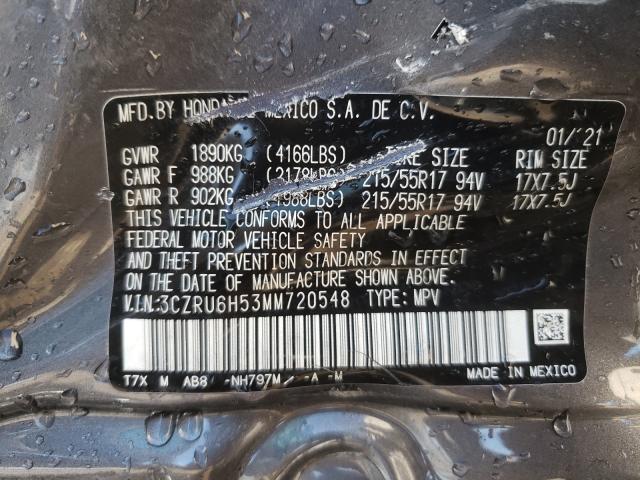 MFD.BY HONDA MEXICO S.A. DE C.V.
01/'21
GVWR 1890KG (4166LBS) TIRE SIZE RIM SIZE
GAWR F 988KG (2178LBS) 215/55R17 94V 17X7.5J
GAWR R 902KG (1988LBS) 215/55R17 94V 17X7.5J
THIS VEHICLE CONFORMS TO ALL APPLICABLE
FEDERAL MOTOR VEHICLE SAFETY
AND THEFT PREVENTION STANDARDS IN EFFECT
ON THE DATE OF MANUFACTURE SHOWN ABOVE.
V.I.N:3CZRU6H53MM720548 TYPE: MPV
T7X M AB8 -NH797M -A -M MADE IN MEXICO